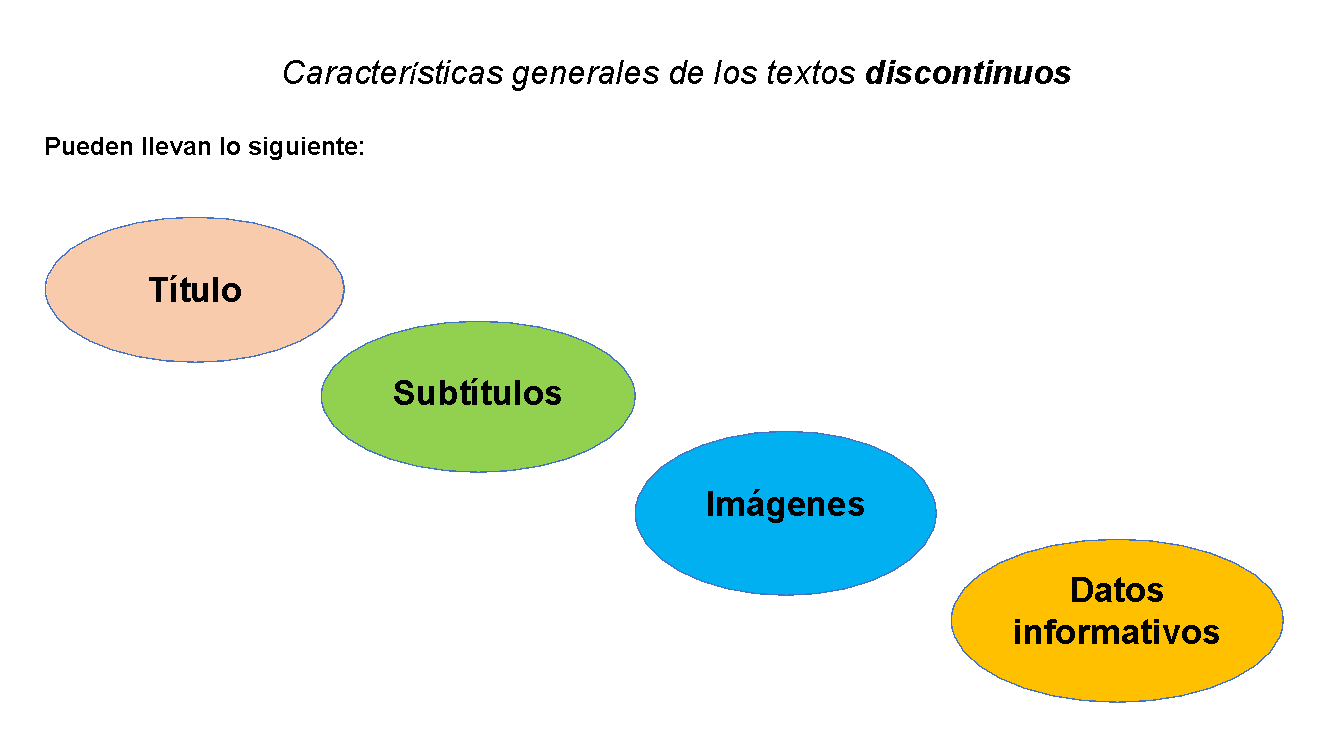 Características generales de los textos discontinuos
Pueden llevan lo siguiente:
Título
Subtítulos
Imágenes
Datos
informativos